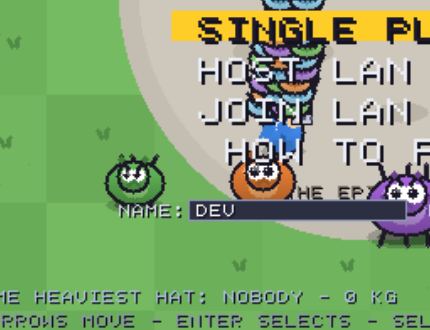 SINGLE PL
HOST LAN
JOIN LAN
HOW TO P
HE EP
NAME: DEV
ME HEAVIEST HAT: NOBODY - 0 KG
RROWS MOVE - ENTER SELECTS - SEL